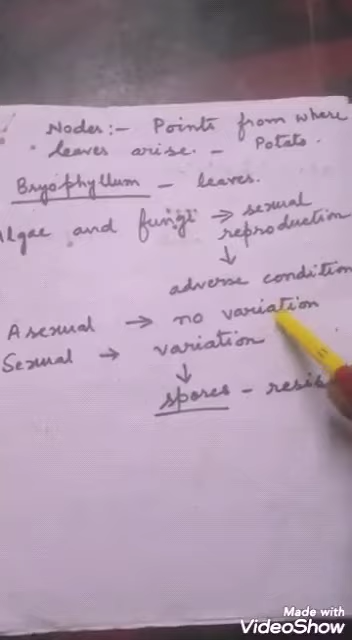 Nodes:- Points from where
leaves arise. - Potato.
Bryophyllum - leaves.
Algae and fungi → sexual
reproduction
↓
adverse condition
Asexual → no variation
Sexual → variation
↓
spores - resis
Made with
VideoShow